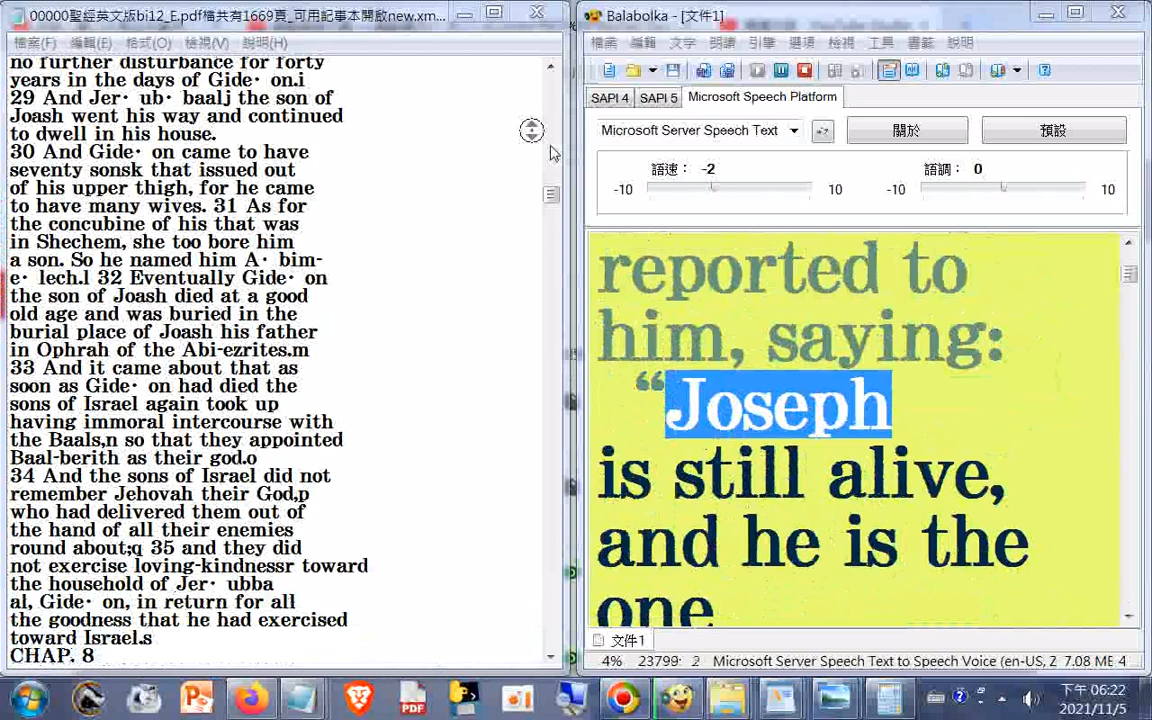 00000聖經英文版bi12_E.pdf檔共有1669頁_可用記事本開啟new.xm...
檔案(F) 編輯(E) 格式(O) 檢視(V) 說明(H)
no further disturbance for forty
years in the days of Gide· on.i
29 And Jer· ub· baalj the son of
Joash went his way and continued
to dwell in his house.
30 And Gide· on came to have
seventy sonsk that issued out
of his upper thigh, for he came
to have many wives. 31 As for
the concubine of his that was
in Shechem, she too bore him
a son. So he named him A· bim-
e· lech.l 32 Eventually Gide· on
the son of Joash died at a good
old age and was buried in the
burial place of Joash his father
in Ophrah of the Abi-ezrites.m
33 And it came about that as
soon as Gide· on had died the
sons of Israel again took up
having immoral intercourse with
the Baals,n so that they appointed
Baal-berith as their god.o
34 And the sons of Israel did not
remember Jehovah their God,p
who had delivered them out of
the hand of all their enemies
round about;q 35 and they did
not exercise loving-kindnessr toward
the household of Jer· ubba
al, Gide· on, in return for all
the goodness that he had exercised
toward Israel.s
CHAP. 8
Balabolka - [文件1]
檔案 編輯 文字 朗讀 引擎 選項 檢視 工具 書籤 說明
SAPI 4 SAPI 5 Microsoft Speech Platform
Microsoft Server Speech Text 關於 預設
語速： -2 語調： 0
-10 10 -10 10
reported to
him, saying:
“Joseph
is still alive,
and he is the
one
文件1
4% 23799: 2 Microsoft Server Speech Text to Speech Voice (en-US, 2 7.08 ME 4
PDF
下午 06:22
2021/11/5